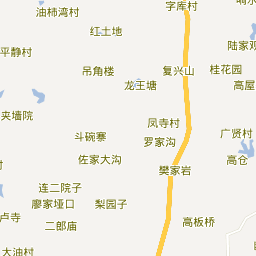 字库村
油柿湾村
红土地
陆家观
平静村
吊角楼
复兴山
桂花园
龙王塘
高屋
夹墙院
凤寺村
斗碗寨
罗家沟
广贤村
佐家大沟
高仓
樊家岩
连二院子
廖家垭口
梨园子
卢寺
二郎庙
高板桥
大油村